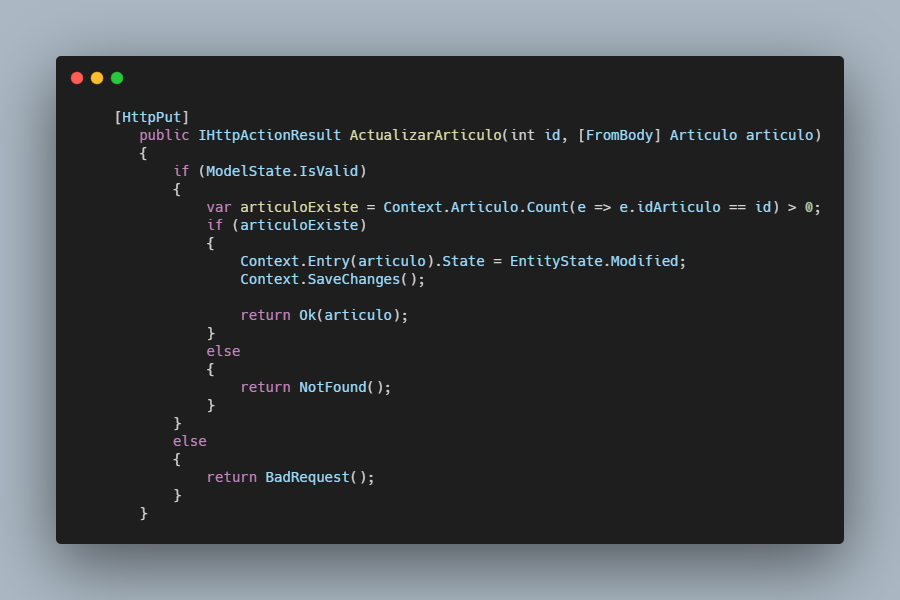 [HttpPut]
public IHttpActionResult ActualizarArticulo(int id, [FromBody] Articulo articulo)
{
if (ModelState.IsValid)
{
var articuloExiste = Context.Articulo.Count(e => e.idArticulo == id) > 0;
if (articuloExiste)
{
Context.Entry(articulo).State = EntityState.Modified;
Context.SaveChanges();
return Ok(articulo);
}
else
{
return NotFound();
}
}
else
{
return BadRequest();
}
}